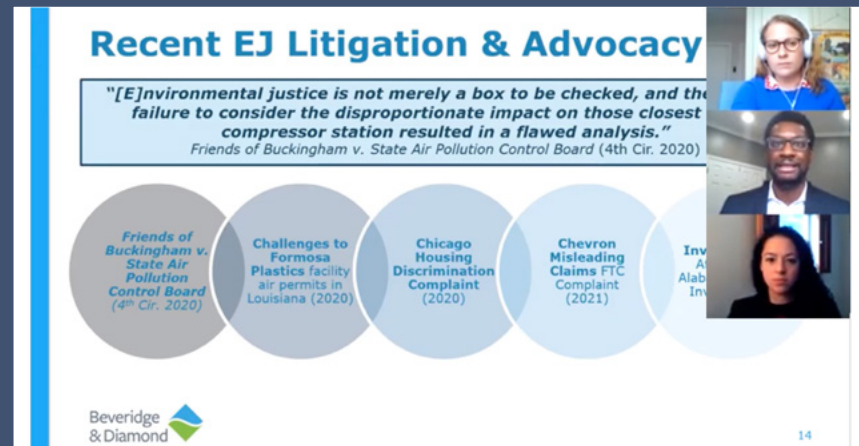 Recent EJ Litigation & Advocacy
"[E]nvironmental justice is not merely a box to be checked, and the
failure to consider the disproportionate impact on those closest
compressor station resulted in a flawed analysis."
Friends of Buckingham v. State Air Pollution Control Board (4th Cir. 2020)
Friends of
Buckingham v.
State Air
Pollution
Control Board
(4th Cir. 2020)
Challenges to
Formosa
Plastics facility
air permits in
Louisiana (2020)
Chicago
Housing
Discrimination
Complaint
(2020)
Chevron
Misleading
Claims FTC
Complaint
(2021)
Beveridge
& Diamond
14